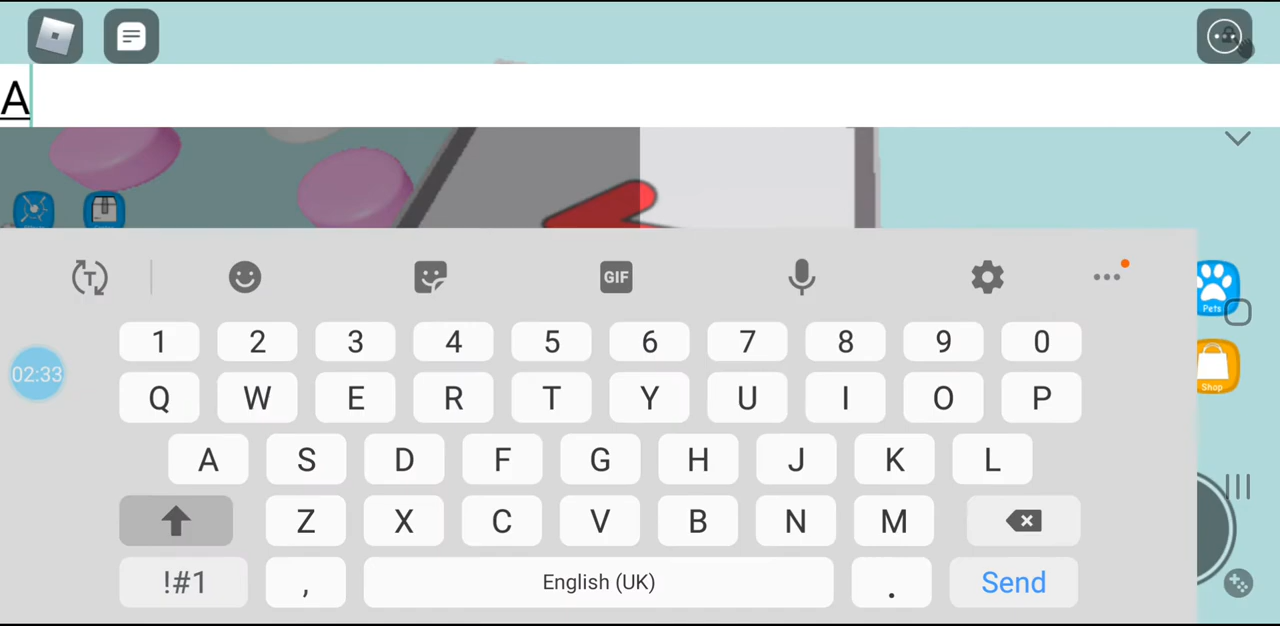 A
T
GIF
1 2 3 4 5 6 7 8 9 0
Q W E R T Y U I O P
Pets
02:33
Shop
A S D F G H J K L
Z X C V B N M
!#1 , English (UK) . Send